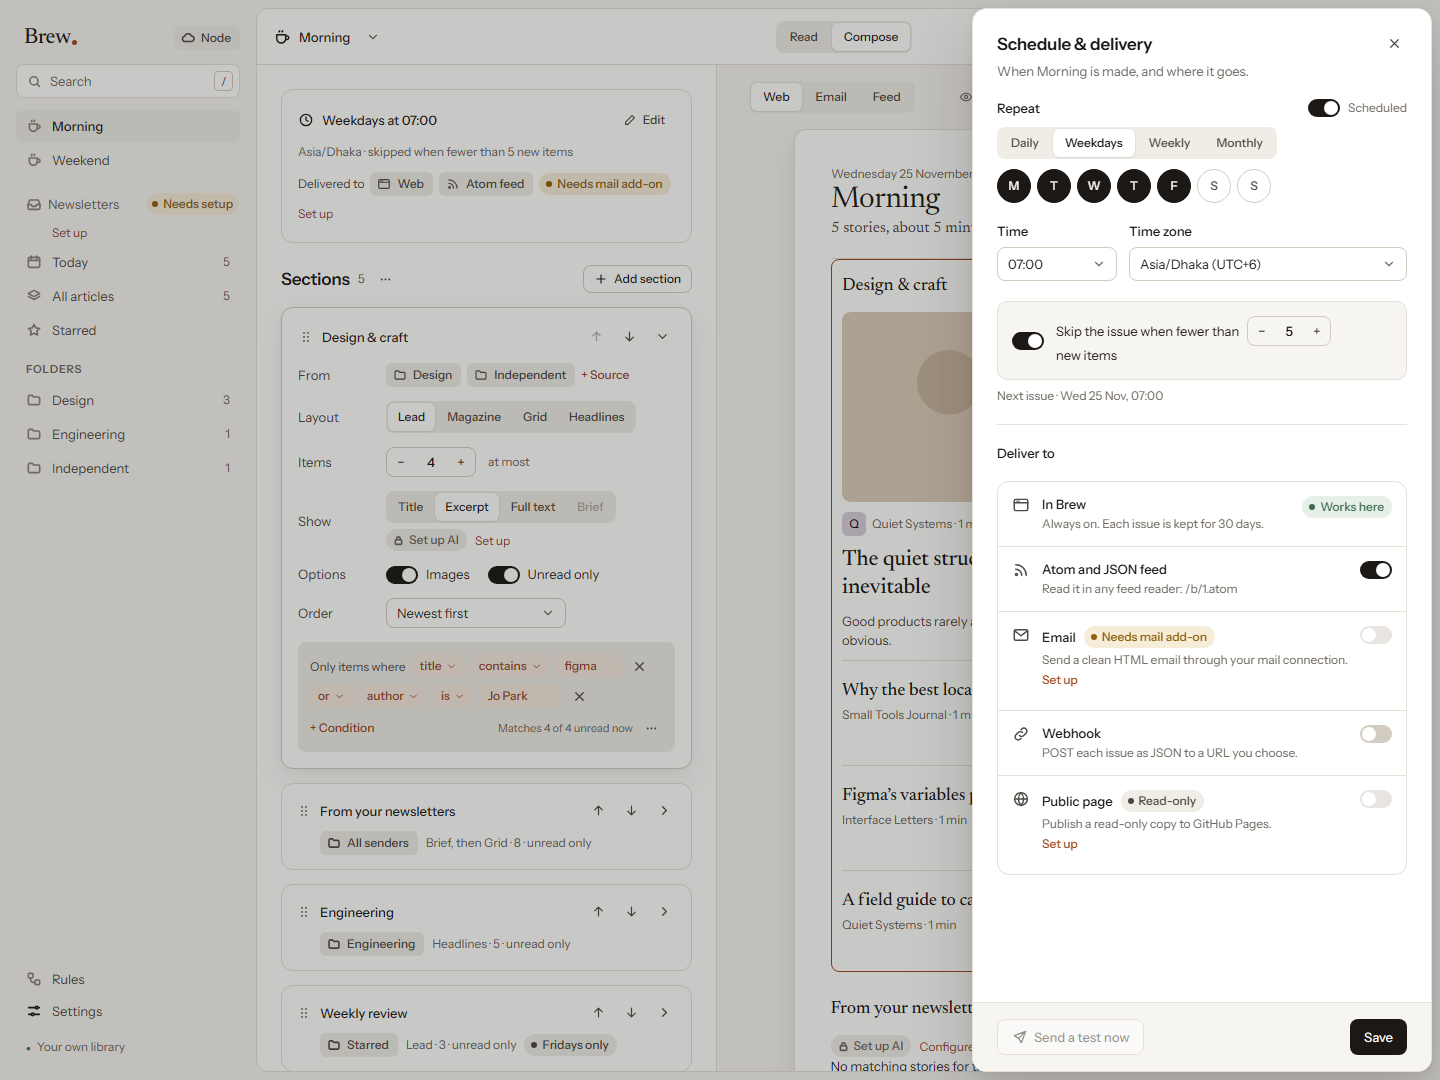 Brew.
Node
Search
/
Morning
Weekend
Newsletters
Needs setup
Set up
Today 5
All articles 5
Starred
FOLDERS
Design 3
Engineering 1
Independent 1
Rules
Settings
Your own library
Morning
Read
Compose
Weekdays at 07:00
Edit
Asia/Dhaka · skipped when fewer than 5 new items
Delivered to
Web
Atom feed
Needs mail add-on
Set up
Sections 5
Add section
Design & craft
From
Design
Independent
+ Source
Layout
Lead
Magazine
Grid
Headlines
Items
− 4 +
at most
Show
Title
Excerpt
Full text
Brief
Set up AI
Set up
Options
Images
Unread only
Order
Newest first
Only items where title contains figma
or author is Jo Park
+ Condition
Matches 4 of 4 unread now
From your newsletters
All senders
Brief, then Grid · 8 · unread only
Engineering
Engineering
Headlines · 5 · unread only
Weekly review
Starred
Lead · 3 · unread only
Fridays only
Web
Email
Feed
Wednesday 25 November
Morning
5 stories, about 5
Design & craft
Q
Quiet Systems · 1
The quiet
inevitable
Good products rarely
obvious.
Why the best
Small Tools Journal · 1
Figma's variables
Interface Letters · 1 min
A field guide to
Quiet Systems · 1 min
From your
Set up AI
No matching stories for
Schedule & delivery
When Morning is made, and where it goes.
Repeat
Scheduled
Daily
Weekdays
Weekly
Monthly
M T W T F S S
Time
Time zone
07:00
Asia/Dhaka (UTC+6)
Skip the issue when fewer than − 5 +
new items
Next issue · Wed 25 Nov, 07:00
Deliver to
In Brew
Works here
Always on. Each issue is kept for 30 days.
Atom and JSON feed
Read it in any feed reader: /b/1.atom
Email
Needs mail add-on
Send a clean HTML email through your mail connection.
Set up
Webhook
POST each issue as JSON to a URL you choose.
Public page
Read-only
Publish a read-only copy to GitHub Pages.
Set up
Send a test now
Save